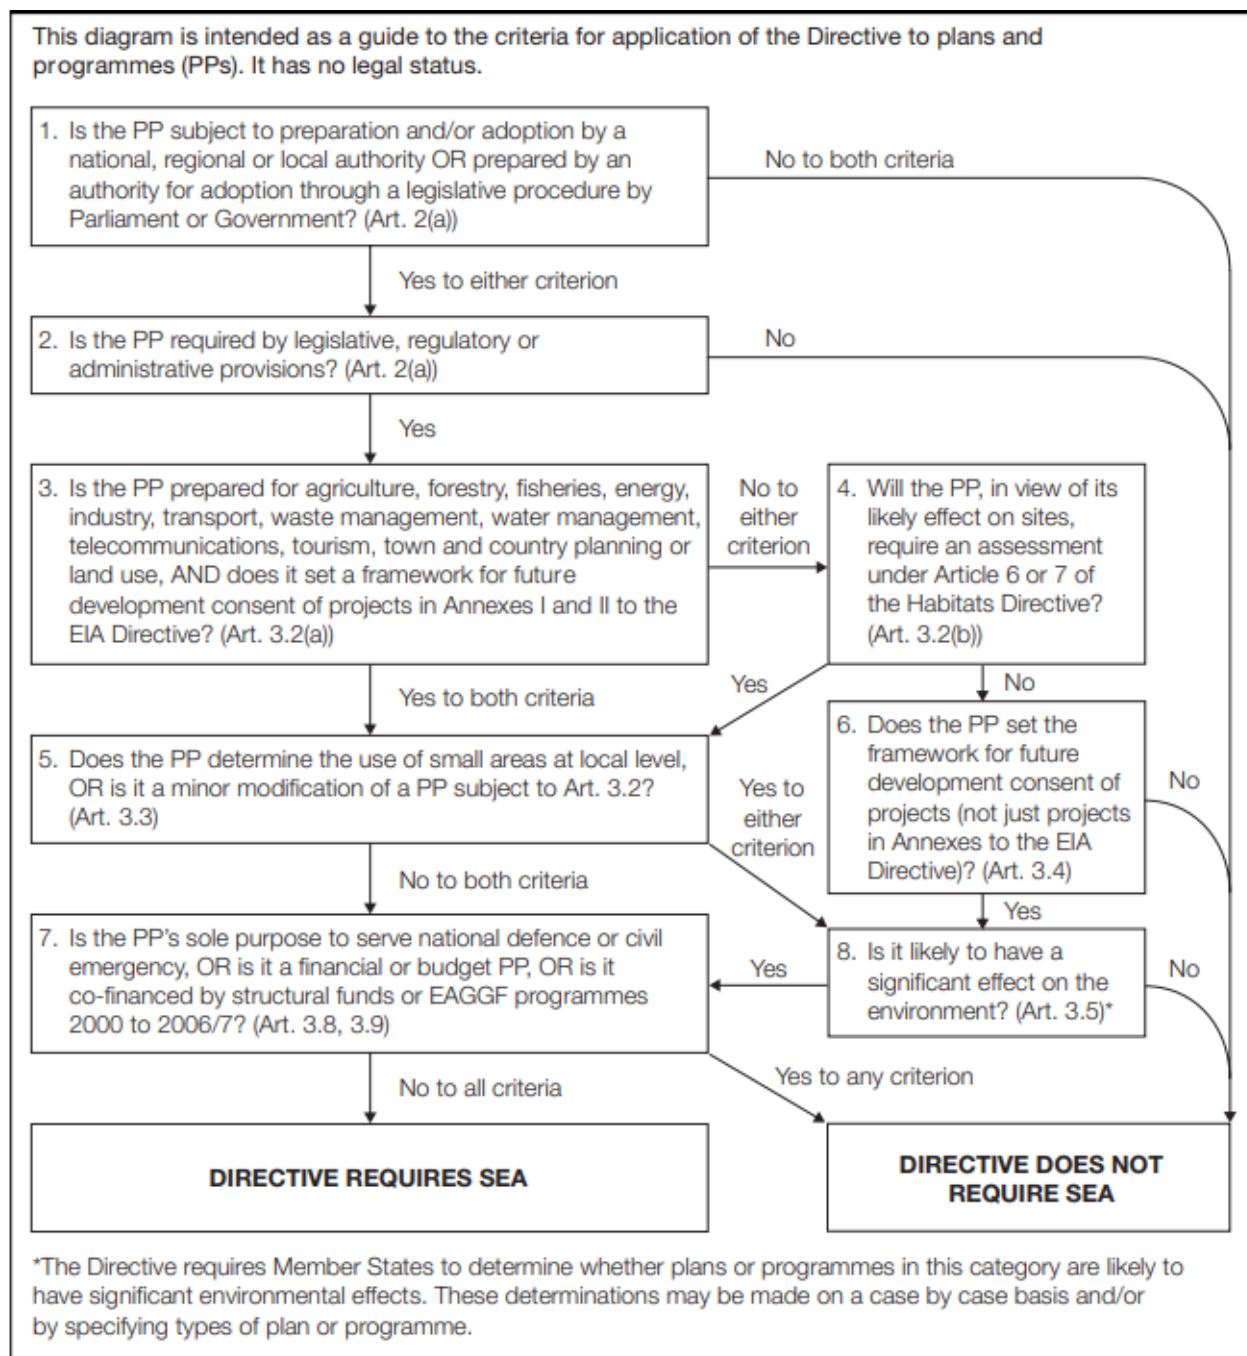 This diagram is intended as a guide to the criteria for application of the Directive to plans and
programmes (PPs). It has no legal status.
1. Is the PP subject to preparation and/or adoption by a
national, regional or local authority OR prepared by an
authority for adoption through a legislative procedure by
Parliament or Government? (Art. 2(a))
No to both criteria
Yes to either criterion
2. Is the PP required by legislative, regulatory or
administrative provisions? (Art. 2(a))
No
Yes
3. Is the PP prepared for agriculture, forestry, fisheries, energy,
industry, transport, waste management, water management,
telecommunications, tourism, town and country planning or
land use, AND does it set a framework for future
development consent of projects in Annexes I and II to the
EIA Directive? (Art. 3.2(a))
No to
either
criterion
4. Will the PP, in view of its
likely effect on sites,
require an assessment
under Article 6 or 7 of
the Habitats Directive?
(Art. 3.2(b))
Yes to both criteria
Yes
No
5. Does the PP determine the use of small areas at local level,
OR is it a minor modification of a PP subject to Art. 3.2?
(Art. 3.3)
Yes to
either
criterion
6. Does the PP set the
framework for future
development consent of
projects (not just projects
in Annexes to the EIA
Directive)? (Art. 3.4)
No
No to both criteria
Yes
7. Is the PP's sole purpose to serve national defence or civil
emergency, OR is it a financial or budget PP, OR is it
co-financed by structural funds or EAGGF programmes
2000 to 2006/7? (Art. 3.8, 3.9)
Yes
8. Is it likely to have a
significant effect on the
environment? (Art. 3.5)*
No
No to all criteria
Yes to any criterion
DIRECTIVE REQUIRES SEA
DIRECTIVE DOES NOT
REQUIRE SEA
*The Directive requires Member States to determine whether plans or programmes in this category are likely to
have significant environmental effects. These determinations may be made on a case by case basis and/or
by specifying types of plan or programme.